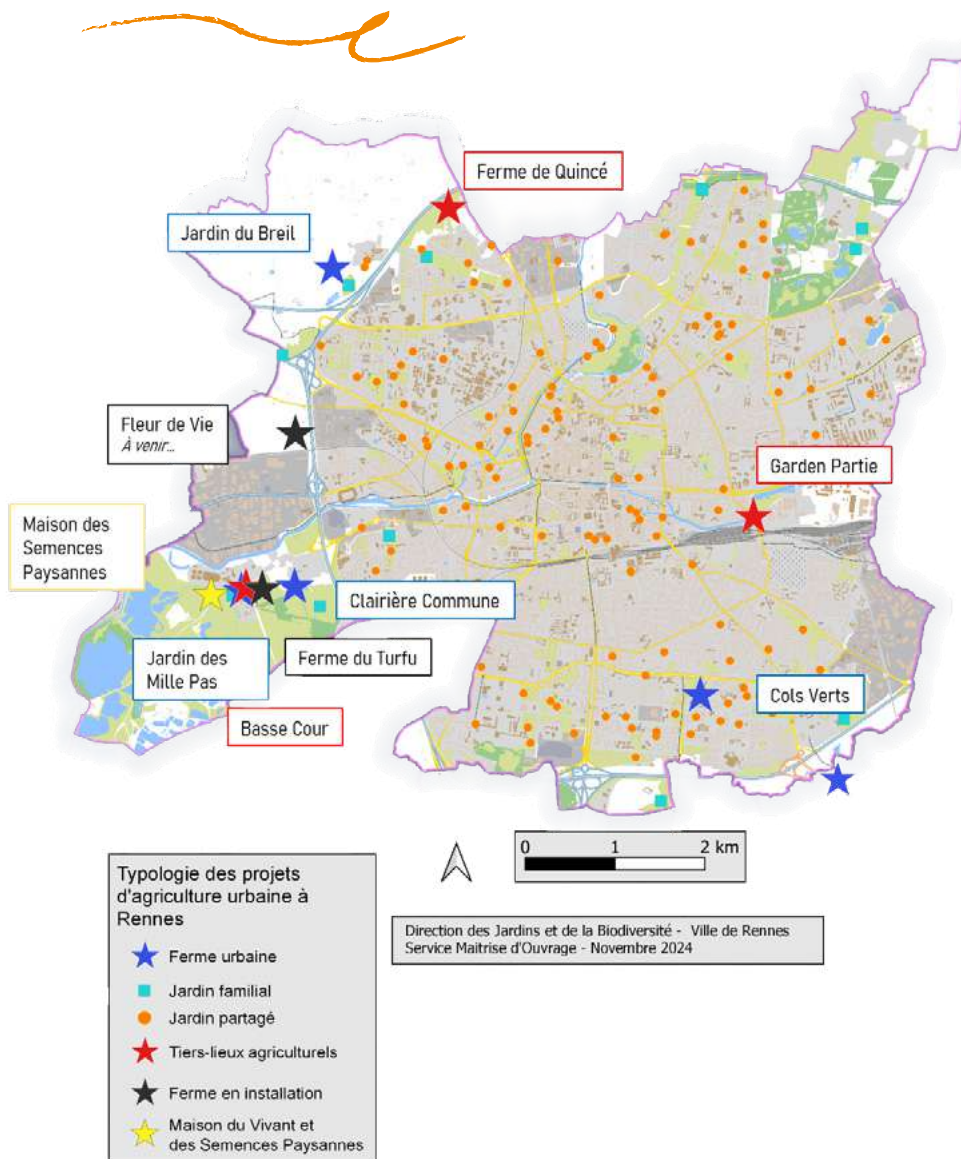 Ferme de Quincé
Jardin du Breil
Fleur de Vie
À venir...
Garden Partie
Maison des
Semences
Paysannes
Clairière Commune
Jardin des
Mille Pas
Ferme du Turfu
Cols Verts
Basse Cour
0 1 2 km
Typologie des projets
d'agriculture urbaine à
Rennes
Ferme urbaine
Jardin familial
Jardin partagé
Tiers-lieux agriculturels
Ferme en installation
Maison du Vivant et
des Semences Paysannes
Direction des Jardins et de la Biodiversité - Ville de Rennes
Service Maitrise d'Ouvrage - Novembre 2024